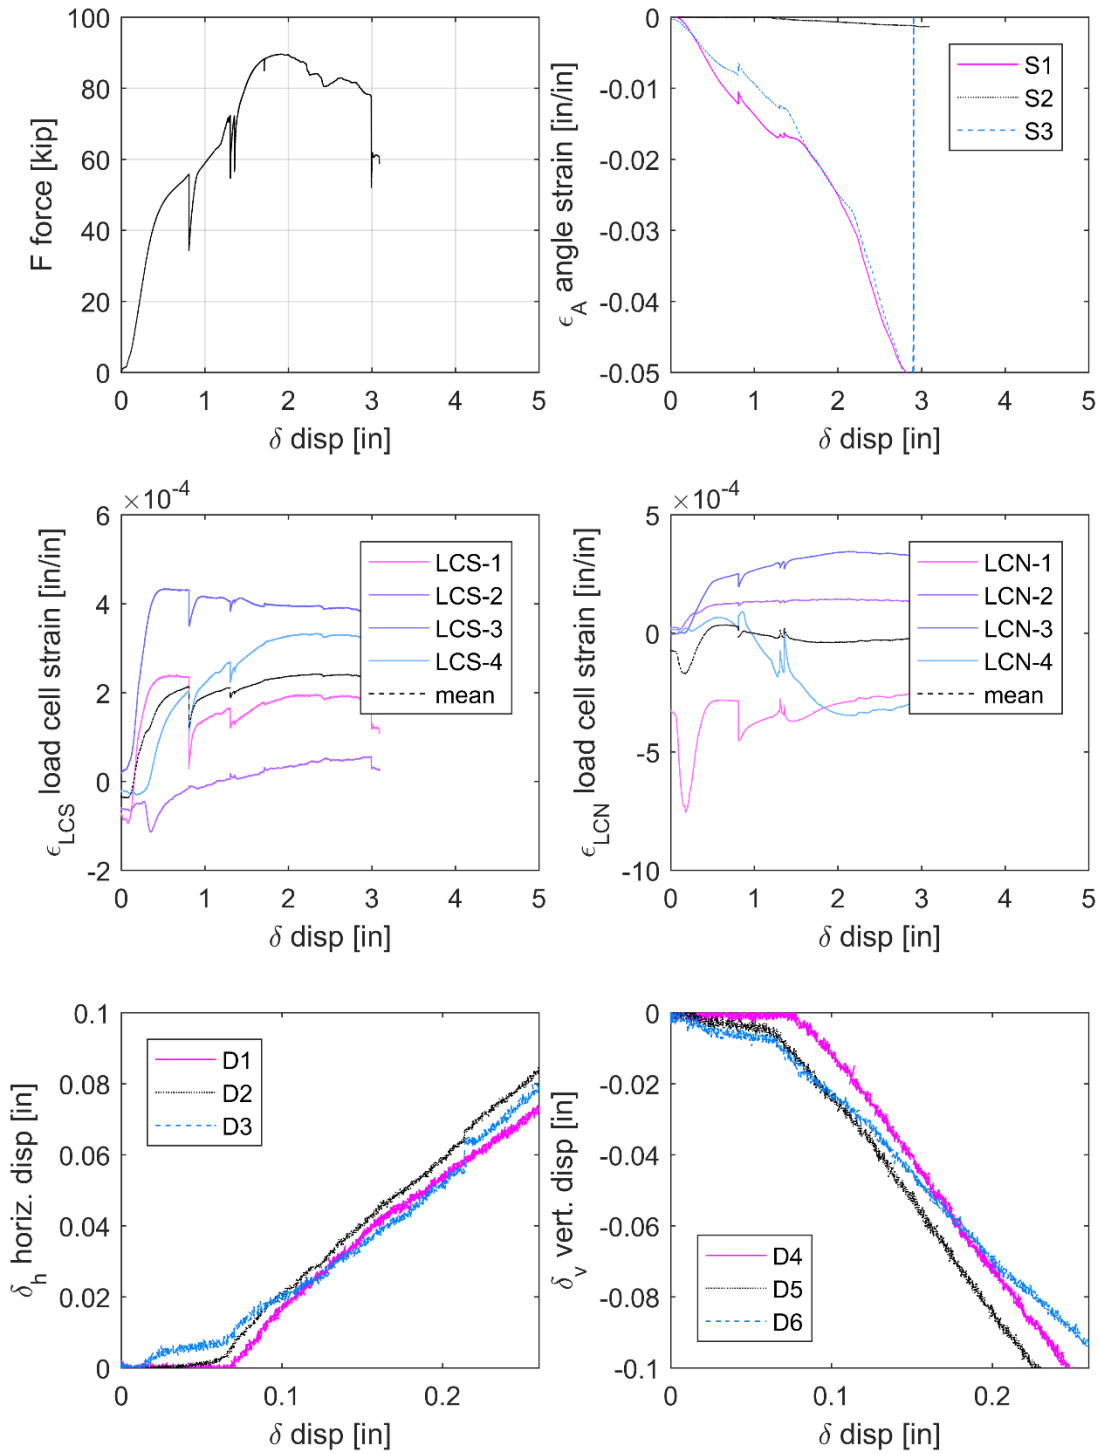 100
80
60
40
20
0
F force [kip]
0 1 2 3 4 5
δ disp [in]
0
-0.01
-0.02
-0.03
-0.04
-0.05
ϵ_A angle strain [in/in]
S1
S2
S3
0 1 2 3 4 5
δ disp [in]
×10^-4
6
4
2
0
-2
ϵ_LCS load cell strain [in/in]
LCS-1
LCS-2
LCS-3
LCS-4
mean
0 1 2 3 4 5
δ disp [in]
×10^-4
5
0
-5
-10
ϵ_LCN load cell strain [in/in]
LCN-1
LCN-2
LCN-3
LCN-4
mean
0 1 2 3 4 5
δ disp [in]
0.1
0.08
0.06
0.04
0.02
0
δ_h horiz. disp [in]
D1
D2
D3
0 0.1 0.2
δ disp [in]
0
-0.02
-0.04
-0.06
-0.08
-0.1
δ_v vert. disp [in]
D4
D5
D6
0 0.1 0.2
δ disp [in]